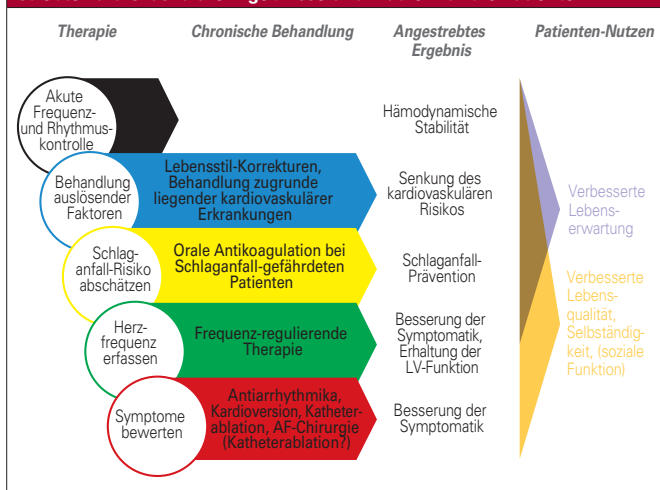 Therapie
Chronische Behandlung
Angestrebtes
Ergebnis
Patienten-Nutzen
Akute
Frequenz-
und Rhythmus-
kontrolle
Hämodynamische
Stabilität
Behandlung
auslösender
Faktoren
Lebensstil-Korrekturen,
Behandlung zugrunde
liegender kardiovaskulärer
Erkrankungen
Senkung des
kardiovaskulären
Risikos
Verbesserte
Lebens-
erwartung
Schlag-
anfall-Risiko
abschätzen
Orale Antikoagulation bei
Schlaganfall-gefährdeten
Patienten
Schlaganfall-
Prävention
Verbesserte
Lebens-
qualität,
Selbständig-
keit, (soziale
Funktion)
Herz-
frequenz
erfassen
Frequenz-regulierende
Therapie
Besserung der
Symptomatik,
Erhaltung der
LV-Funktion
Symptome
bewerten
Antiarrhythmika,
Kardioversion, Katheter-
ablation, AF-Chirurgie
(Katheterablation?)
Besserung der
Symptomatik